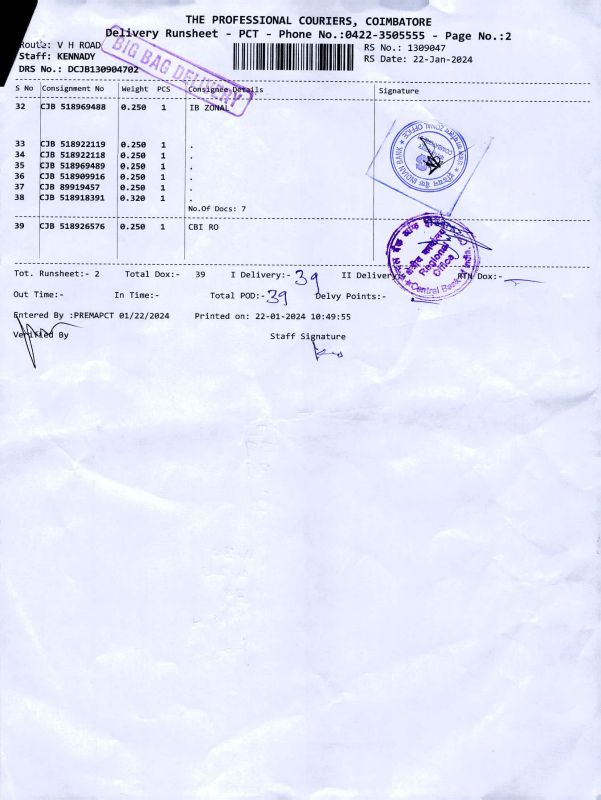 THE PROFESSIONAL COURIERS, COIMBATORE
Delivery Runsheet - PCT - Phone No.:0422-3505555 - Page No.:2
Route: V H ROAD
RS No.: 1309047
Staff: KENNADY
RS Date: 22-Jan-2024
DRS No.: DCJB130904702
BIG BAG DELIVERY
S No Consignment No Weight PCS Consignee Details Signature
32 CJB 518969488 0.250 1 IB ZONAL
33 CJB 518922119 0.250 1 .
34 CJB 518922118 0.250 1 .
35 CJB 518969489 0.250 1 .
36 CJB 518909916 0.250 1 .
37 CJB 89919457 0.250 1 .
38 CJB 518918391 0.320 1 .
No.Of Docs: 7
INDIAN BANK
ZONAL OFFICE
39 CJB 518926576 0.250 1 CBI RO
Regional Office
Central Bank of India
Tot. Runsheet:- 2 Total Dox:- 39 I Delivery:- 39 II Delivery RTN Dox:-
Out Time:- In Time:- Total POD:- 39 Delvy Points:-
Entered By :PREMAPCT 01/22/2024 Printed on: 22-01-2024 10:49:55
Verified By Staff Signature